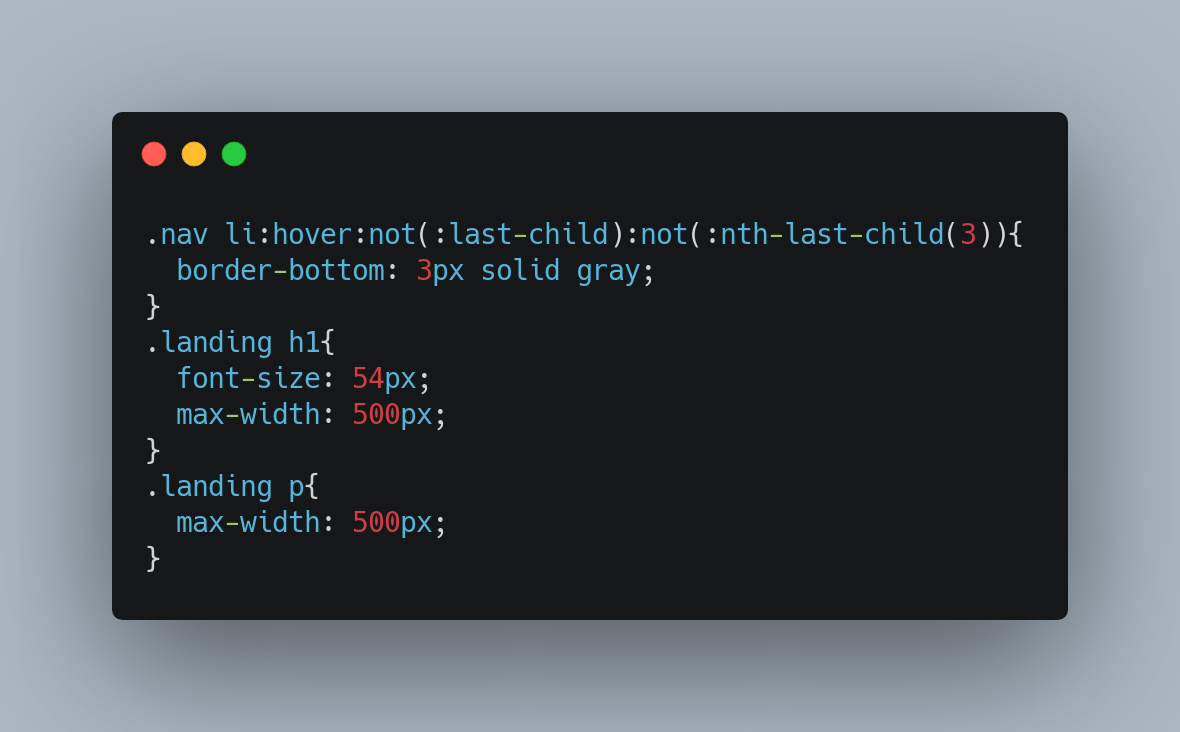 .nav li:hover:not(:last-child):not(:nth-last-child(3)){
  border-bottom: 3px solid gray;
}
.landing h1{
  font-size: 54px;
  max-width: 500px;
}
.landing p{
  max-width: 500px;
}